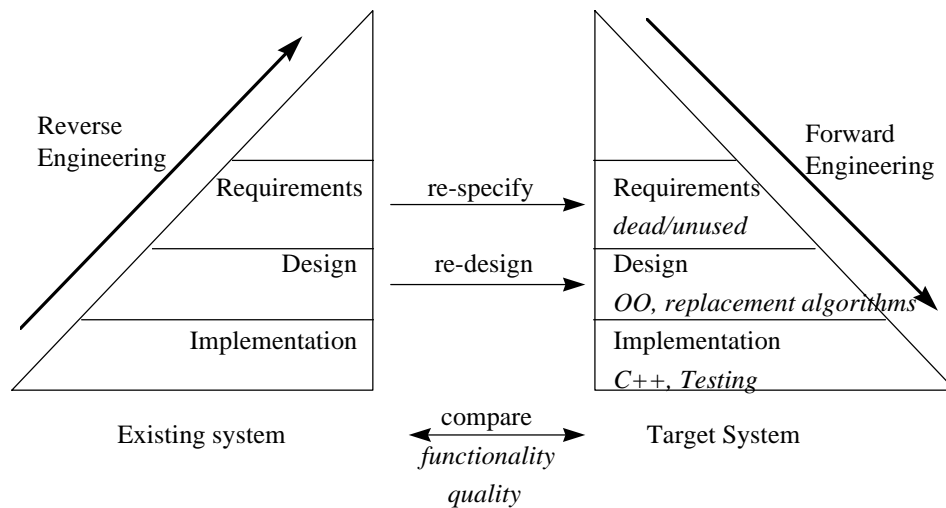 Reverse
Engineering
Requirements
Design
Implementation
Existing system
re-specify
re-design
compare
functionality
quality
Forward
Engineering
Requirements
dead/unused
Design
OO, replacement algorithms
Implementation
C++, Testing
Target System